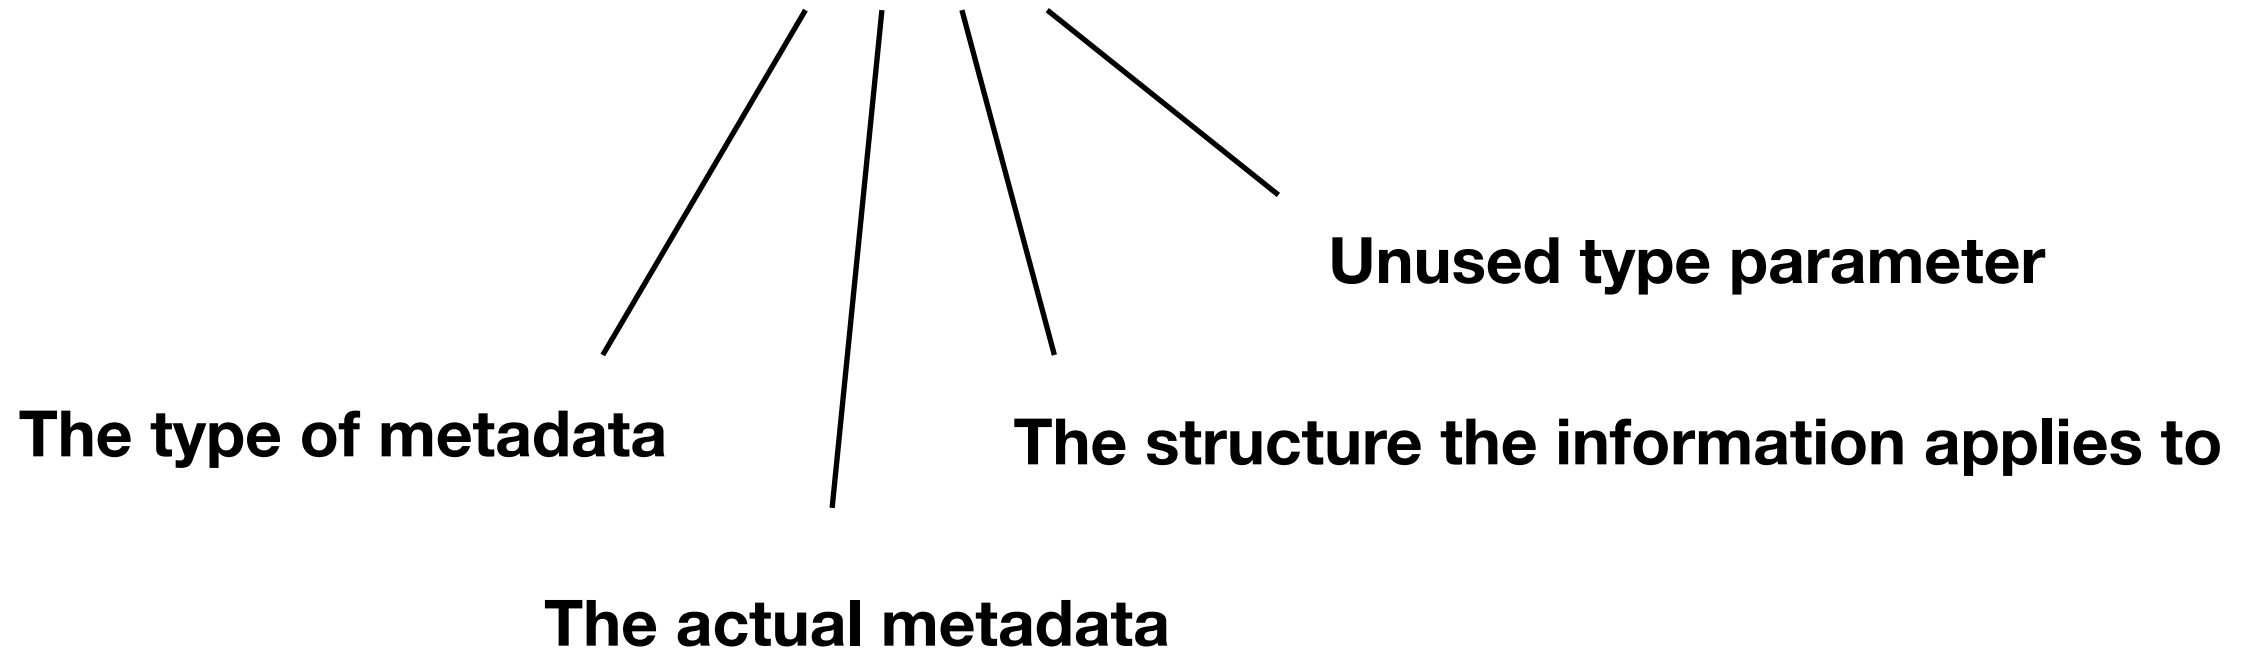 Unused type parameter
The type of metadata
The structure the information applies to
The actual metadata